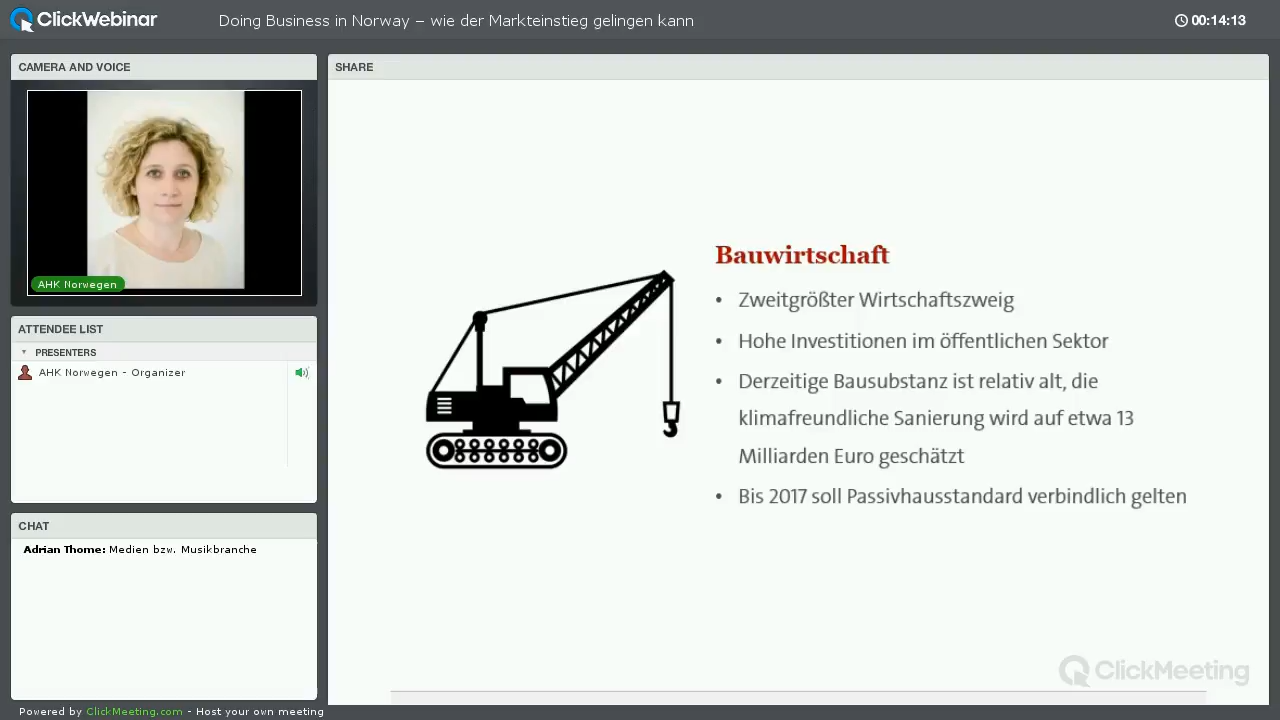 ClickWebinar
Doing Business in Norway – wie der Markteinstieg gelingen kann
00:14:13
CAMERA AND VOICE
AHK Norwegen
ATTENDEE LIST
PRESENTERS
AHK Norwegen - Organizer
CHAT
Adrian Thome: Medien bzw. Musikbranche
SHARE
Bauwirtschaft
• Zweitgrößter Wirtschaftszweig
• Hohe Investitionen im öffentlichen Sektor
• Derzeitige Bausubstanz ist relativ alt, die
klimafreundliche Sanierung wird auf etwa 13
Milliarden Euro geschätzt
• Bis 2017 soll Passivhausstandard verbindlich gelten
ClickMeeting
Powered by ClickMeeting.com - Host your own meeting